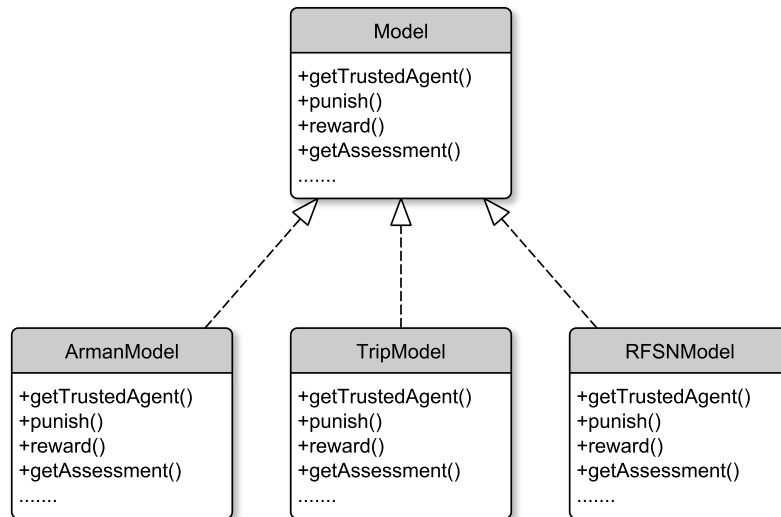 Model
+getTrustedAgent()
+punish()
+reward()
+getAssessment()
.......
ArmanModel
+getTrustedAgent()
+punish()
+reward()
+getAssessment()
.......
TripModel
+getTrustedAgent()
+punish()
+reward()
+getAssessment()
.......
RFSNModel
+getTrustedAgent()
+punish()
+reward()
+getAssessment()
.......